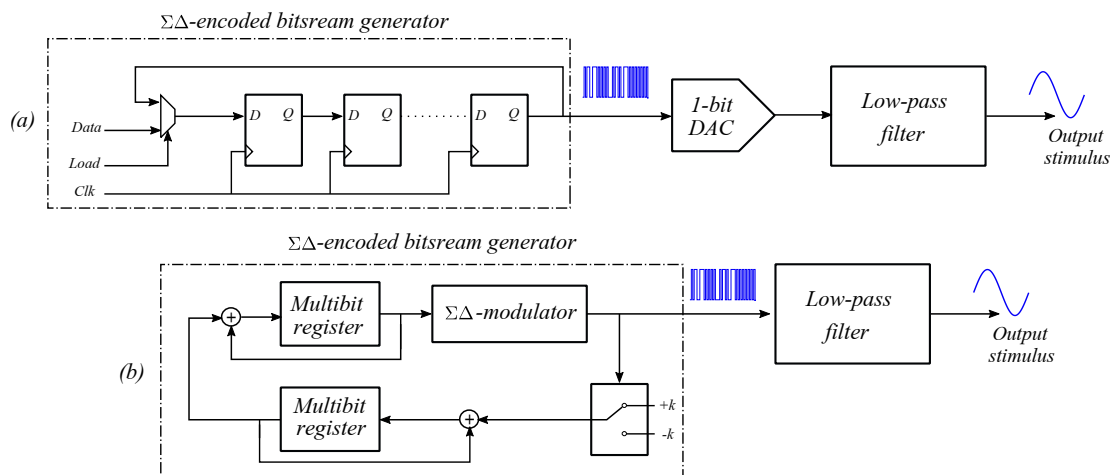 ΣΔ-encoded bitsream generator
(a)
Data
Load
Clk
D Q
D Q
D Q
1-bit
DAC
Low-pass
filter
Output
stimulus
ΣΔ-encoded bitsream generator
(b)
+
Multibit
register
ΣΔ-modulator
Multibit
register
+
+k
-k
Low-pass
filter
Output
stimulus